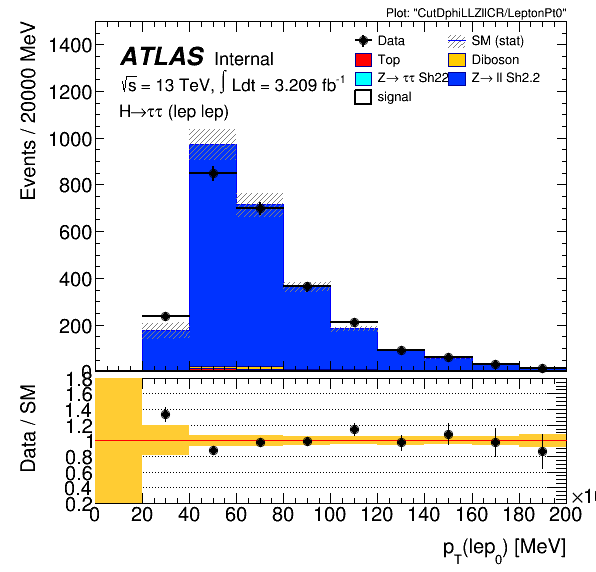 Plot: "CutDphiLLZllCR/LeptonPt0"
Events / 20000 MeV
1400
1200
1000
800
600
400
200
0
ATLAS Internal
√s = 13 TeV, ∫ Ldt = 3.209 fb⁻¹
H→ττ (lep lep)
Data
SM (stat)
Top
Diboson
Z→ ττ Sh22
Z→ ll Sh2.2
signal
Data / SM
1.8
1.6
1.4
1.2
1
0.8
0.6
0.4
0.2
0 20 40 60 80 100 120 140 160 180 200
p_T(lep_0) [MeV]